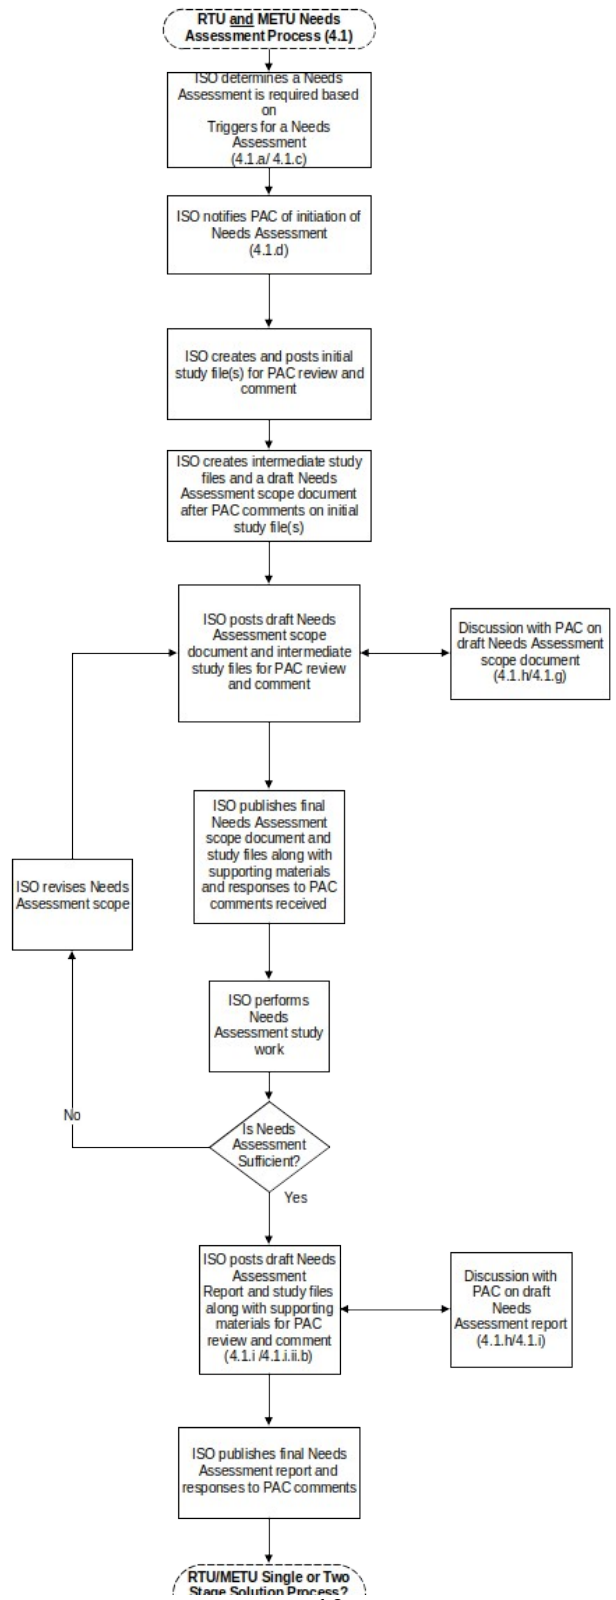 RTU and METU Needs
Assessment Process (4.1)
ISO determines a Needs
Assessment is required based
on
Triggers for a Needs
Assessment
(4.1.a/ 4.1.c)
ISO notifies PAC of initiation of
Needs Assessment
(4.1.d)
ISO creates and posts initial
study file(s) for PAC review and
comment
ISO creates intermediate study
files and a draft Needs
Assessment scope document
after PAC comments on initial
study file(s)
ISO posts draft Needs
Assessment scope
document and intermediate
study files for PAC review
and comment
Discussion with PAC on
draft Needs Assessment
scope document
(4.1.h/4.1.g)
ISO publishes final
Needs Assessment
scope document and
study files along with
supporting materials
and responses to PAC
comments received
ISO revises Needs
Assessment scope
ISO performs
Needs
Assessment study
work
No
Is Needs
Assessment
Sufficient?
Yes
ISO posts draft Needs
Assessment
Report and study files
along with supporting
materials for PAC
review and comment
(4.1.i /4.1.i.ii.b)
Discussion with
PAC on draft
Needs
Assessment report
(4.1.h/4.1.i)
ISO publishes final Needs
Assessment report and
responses to PAC comments
RTU/METU Single or Two
Stage Solution Process?